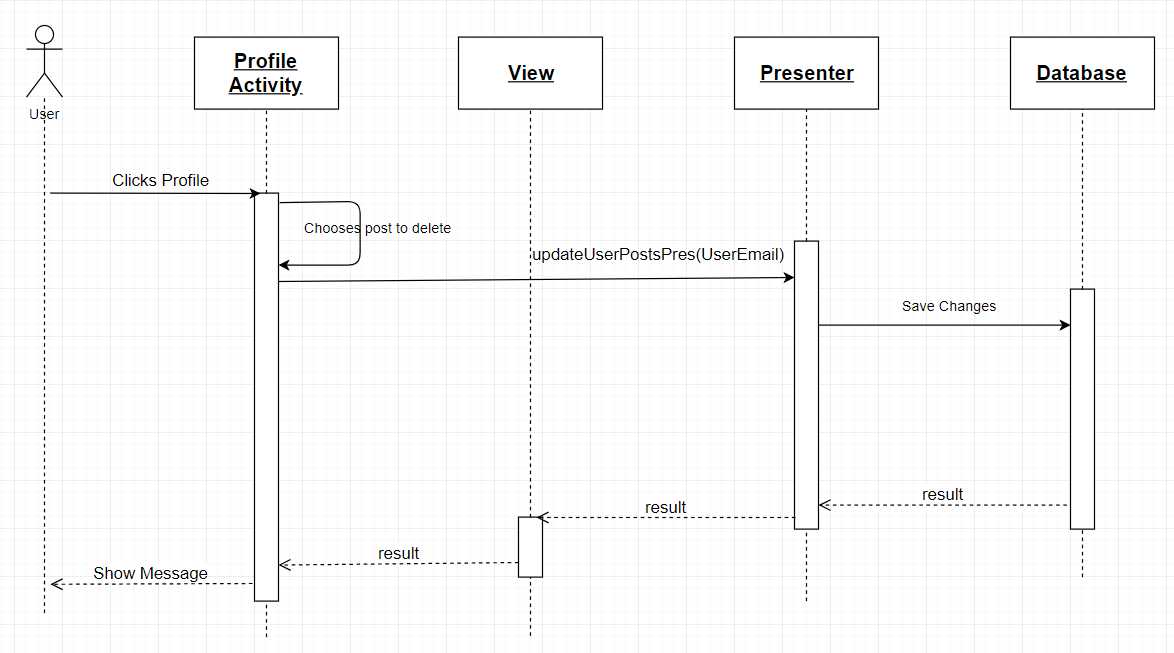 Profile
Activity
View
Presenter
Database
User
Clicks Profile
Chooses post to delete
updateUserPostsPres(UserEmail)
Save Changes
result
result
result
Show Message